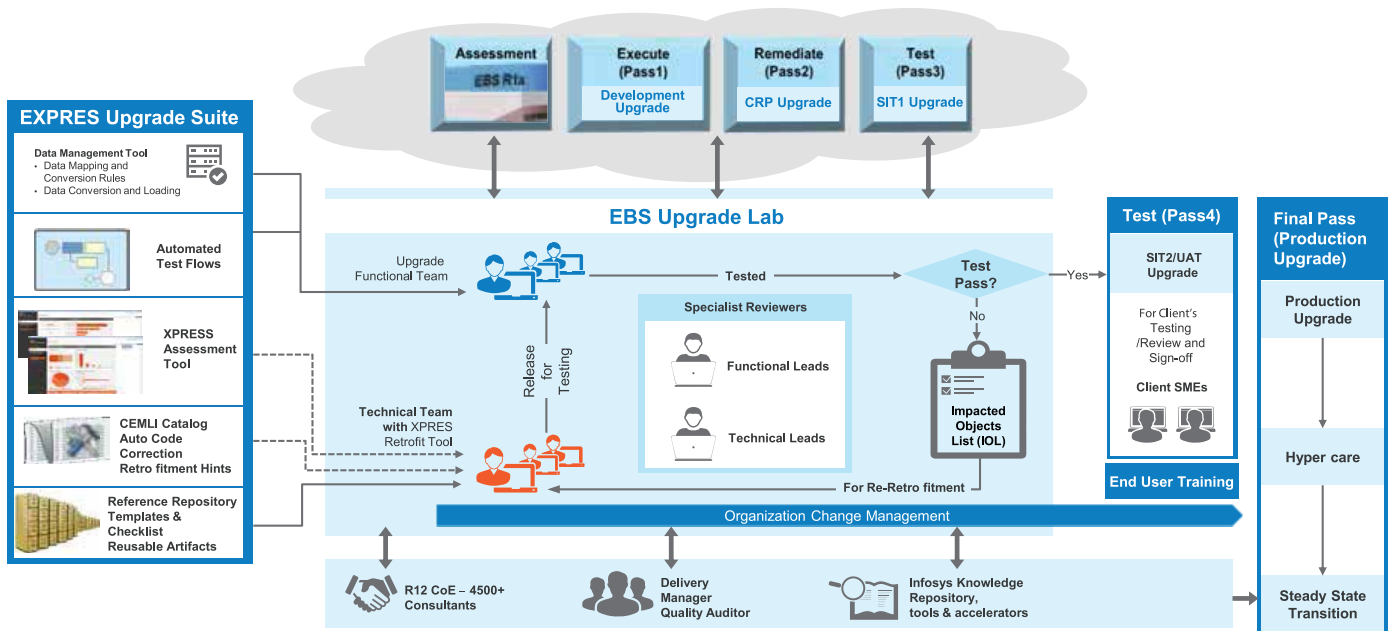 Assessment
EBS R1x
Execute
(Pass1)
Development
Upgrade
Remediate
(Pass2)
CRP Upgrade
Test
(Pass3)
SIT1 Upgrade
EXPRES Upgrade Suite
Data Management Tool
• Data Mapping and
Conversion Rules
• Data Conversion and Loading
Automated
Test Flows
XPRESS
Assessment
Tool
CEMLI Catalog
Auto Code
Correction
Retro fitment Hints
Reference Repository
Templates &
Checklist
Reusable Artifacts
EBS Upgrade Lab
Upgrade
Functional Team
Tested
Test
Pass?
Yes
No
Release
for
Testing
Specialist Reviewers
Functional Leads
Technical Leads
Technical Team
with XPRES
Retrofit Tool
Impacted
Objects
List (IOL)
For Re-Retro fitment
Organization Change Management
Test (Pass4)
SIT2/UAT
Upgrade
For Client's
Testing
/Review and
Sign-off
Client SMEs
End User Training
Final Pass
(Production
Upgrade)
Production
Upgrade
Hyper care
Steady State
Transition
R12 CoE – 4500+
Consultants
Delivery
Manager
Quality Auditor
Infosys Knowledge
Repository,
tools & accelerators